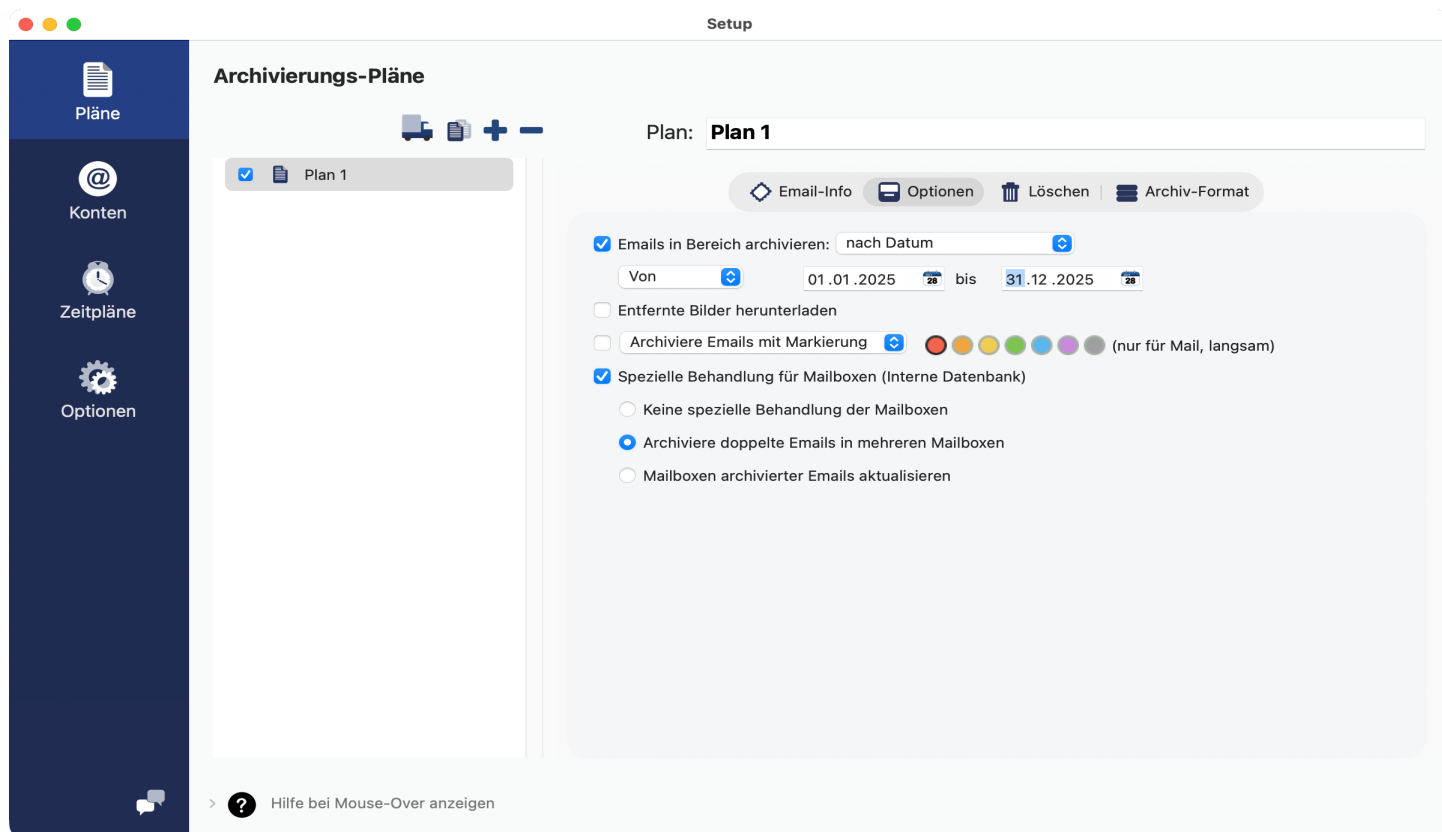 Setup
Pläne
Konten
Zeitpläne
Optionen
Archivierungs-Pläne
Plan 1
Plan: Plan 1
Email-Info Optionen Löschen Archiv-Format
Emails in Bereich archivieren: nach Datum
Von 01.01.2025 28 bis 31.12.2025 28
Entfernte Bilder herunterladen
Archiviere Emails mit Markierung (nur für Mail, langsam)
Spezielle Behandlung für Mailboxen (Interne Datenbank)
Keine spezielle Behandlung der Mailboxen
Archiviere doppelte Emails in mehreren Mailboxen
Mailboxen archivierter Emails aktualisieren
? Hilfe bei Mouse-Over anzeigen